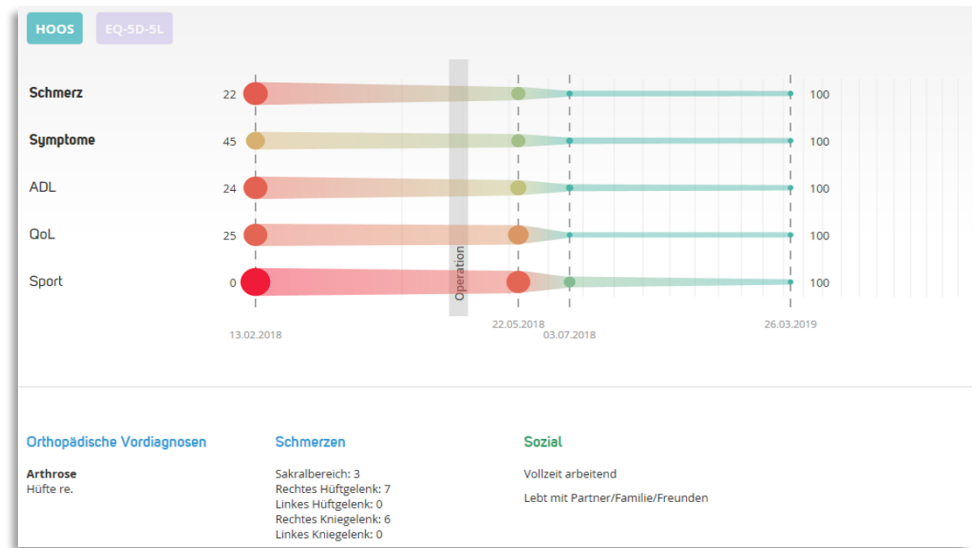 HOOS EQ-5D-5L
Schmerz 22 100
Symptome 45 100
ADL 24 100
QoL 25 100
Sport 0 100
Operation
13.02.2018 22.05.2018 03.07.2018 26.03.2019
Orthopädische Vordiagnosen
Arthrose
Hüfte re.
Schmerzen
Sakralbereich: 3
Rechtes Hüftgelenk: 7
Linkes Hüftgelenk: 0
Rechtes Kniegelenk: 6
Linkes Kniegelenk: 0
Sozial
Vollzeit arbeitend
Lebt mit Partner/Familie/Freunden